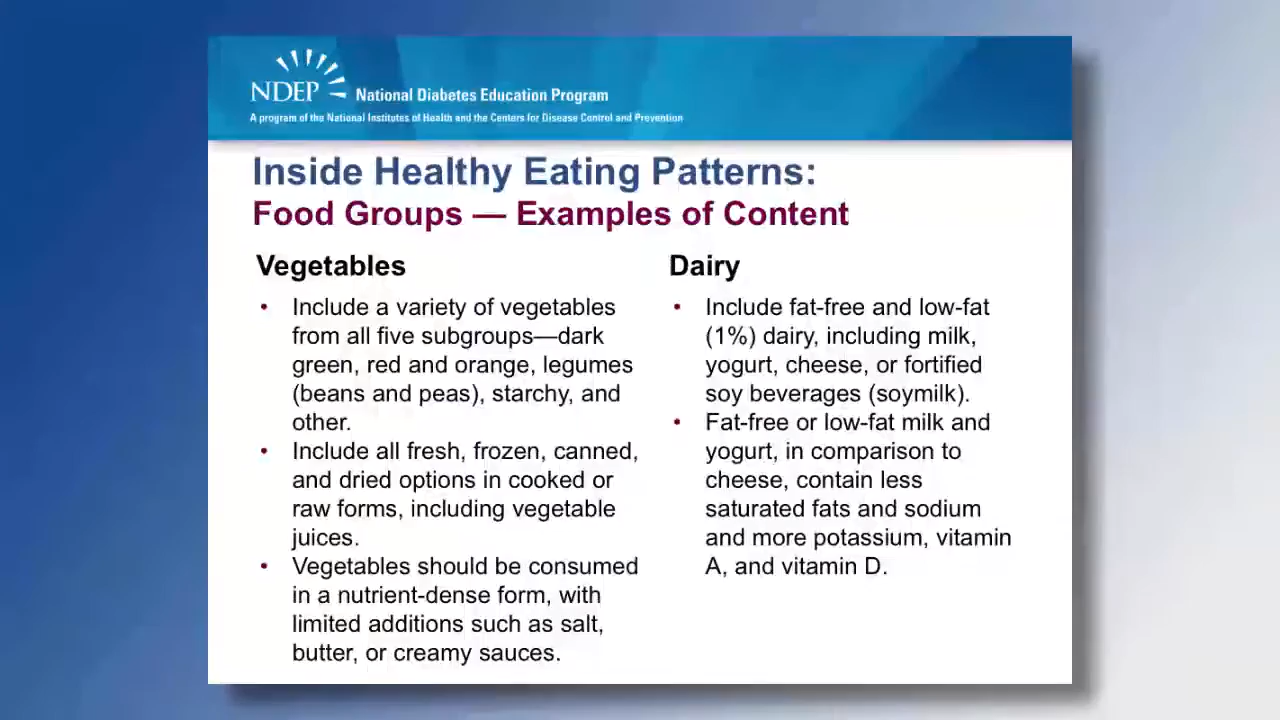 NDEP National Diabetes Education Program
A program of the National Institutes of Health and the Centers for Disease Control and Prevention
Inside Healthy Eating Patterns:
Food Groups — Examples of Content
Vegetables
• Include a variety of vegetables
from all five subgroups—dark
green, red and orange, legumes
(beans and peas), starchy, and
other.
• Include all fresh, frozen, canned,
and dried options in cooked or
raw forms, including vegetable
juices.
• Vegetables should be consumed
in a nutrient-dense form, with
limited additions such as salt,
butter, or creamy sauces.
Dairy
• Include fat-free and low-fat
(1%) dairy, including milk,
yogurt, cheese, or fortified
soy beverages (soymilk).
• Fat-free or low-fat milk and
yogurt, in comparison to
cheese, contain less
saturated fats and sodium
and more potassium, vitamin
A, and vitamin D.